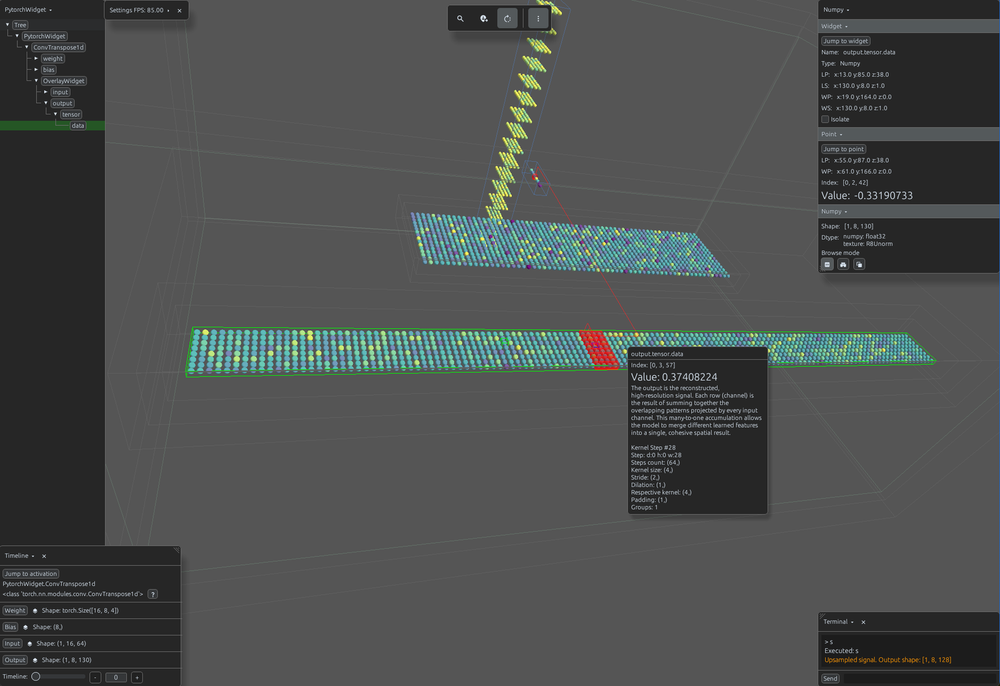 PytorchWidget
Tree
PytorchWidget
ConvTranspose1d
weight
bias
OverlayWidget
input
output
tensor
data
Settings FPS: 85.00
Numpy
Widget
Jump to widget
Name: output.tensor.data
Type: Numpy
LP: x:13.0 y:85.0 z:38.0
LS: x:130.0 y:8.0 z:1.0
WP: x:19.0 y:164.0 z:0.0
WS: x:130.0 y:8.0 z:1.0
Isolate
Point
Jump to point
LP: x:55.0 y:87.0 z:38.0
WP: x:61.0 y:166.0 z:0.0
Index: [0, 2, 42]
Value: -0.33190733
Numpy
Shape: [1, 8, 130]
Dtype: numpy: float32
texture: R8Unorm
Browse mode
output.tensor.data
Index: [0, 3, 57]
Value: 0.37408224
The output is the reconstructed,
high-resolution signal. Each row (channel) is
the result of summing together the
overlapping patterns projected by every input
channel. This many-to-one accumulation allows
the model to merge different learned features
into a single, cohesive spatial result.
Kernel Step #28
Step: d:0 h:0 w:28
Steps count: (64,)
Kernel size: (4,)
Stride: (2,)
Dilation: (1,)
Respective kernel: (4,)
Padding: (1,)
Groups: 1
Timeline
Jump to activation
PytorchWidget.ConvTranspose1d
<class 'torch.nn.modules.conv.ConvTranspose1d'> ?
Weight Shape: torch.Size([16, 8, 4])
Bias Shape: (8,)
Input Shape: (1, 16, 64)
Output Shape: (1, 8, 130)
Timeline: - 0 +
Terminal
> s
Executed: s
Upsampled signal. Output shape: [1, 8, 128]
Send